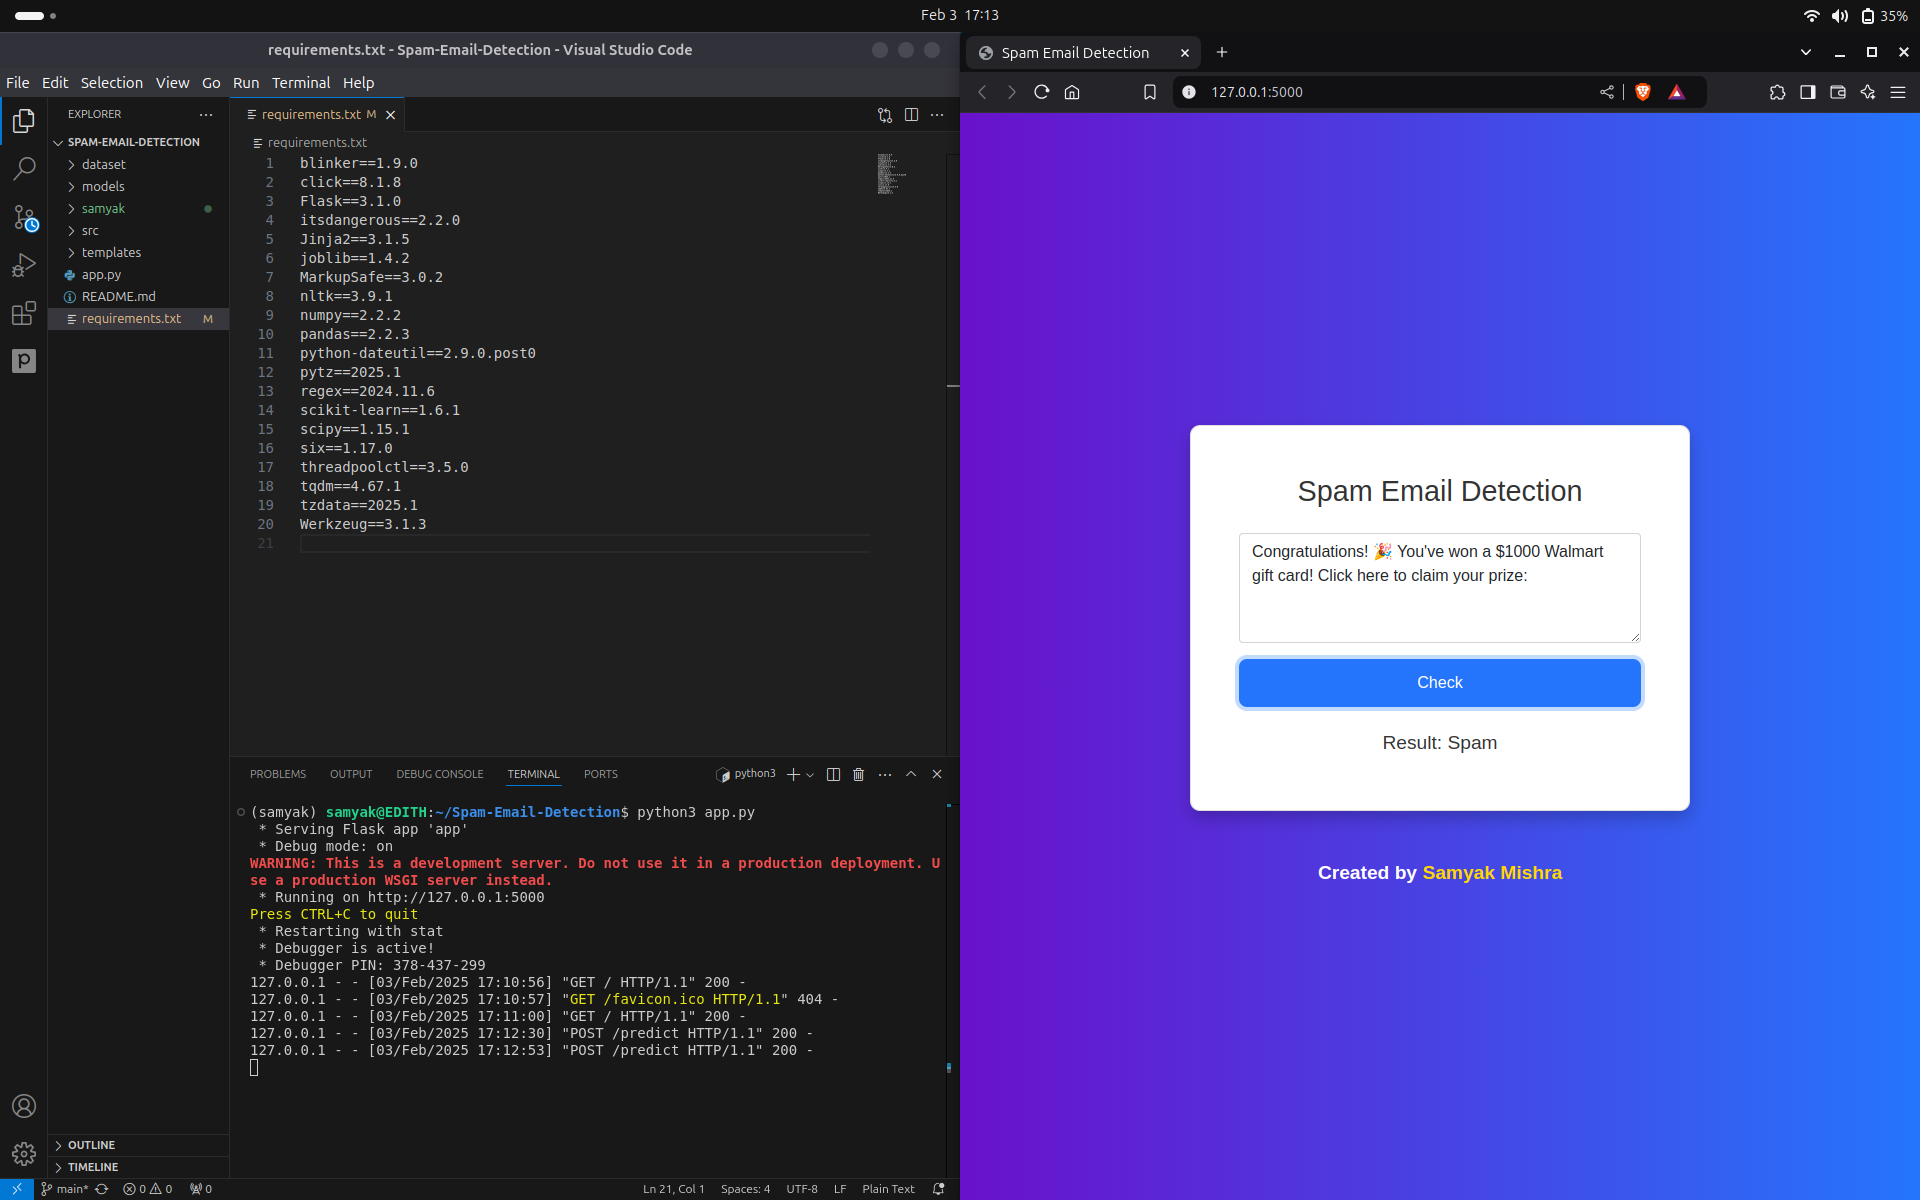 Feb 3 17:13
35%
requirements.txt - Spam-Email-Detection - Visual Studio Code
File Edit Selection View Go Run Terminal Help
EXPLORER
SPAM-EMAIL-DETECTION
dataset
models
samyak
src
templates
app.py
README.md
requirements.txt M
OUTLINE
TIMELINE
requirements.txt M
requirements.txt
1 blinker==1.9.0
2 click==8.1.8
3 Flask==3.1.0
4 itsdangerous==2.2.0
5 Jinja2==3.1.5
6 joblib==1.4.2
7 MarkupSafe==3.0.2
8 nltk==3.9.1
9 numpy==2.2.2
10 pandas==2.2.3
11 python-dateutil==2.9.0.post0
12 pytz==2025.1
13 regex==2024.11.6
14 scikit-learn==1.6.1
15 scipy==1.15.1
16 six==1.17.0
17 threadpoolctl==3.5.0
18 tqdm==4.67.1
19 tzdata==2025.1
20 Werkzeug==3.1.3
21
PROBLEMS OUTPUT DEBUG CONSOLE TERMINAL PORTS
python3
(samyak) samyak@EDITH:~/Spam-Email-Detection$ python3 app.py
* Serving Flask app 'app'
* Debug mode: on
WARNING: This is a development server. Do not use it in a production deployment. U
se a production WSGI server instead.
* Running on http://127.0.0.1:5000
Press CTRL+C to quit
* Restarting with stat
* Debugger is active!
* Debugger PIN: 378-437-299
127.0.0.1 - - [03/Feb/2025 17:10:56] "GET / HTTP/1.1" 200 -
127.0.0.1 - - [03/Feb/2025 17:10:57] "GET /favicon.ico HTTP/1.1" 404 -
127.0.0.1 - - [03/Feb/2025 17:11:00] "GET / HTTP/1.1" 200 -
127.0.0.1 - - [03/Feb/2025 17:12:30] "POST /predict HTTP/1.1" 200 -
127.0.0.1 - - [03/Feb/2025 17:12:53] "POST /predict HTTP/1.1" 200 -
main* 0 0 0
Ln 21, Col 1 Spaces: 4 UTF-8 LF Plain Text
Spam Email Detection
127.0.0.1:5000
Spam Email Detection
Congratulations! 🎉 You've won a $1000 Walmart
gift card! Click here to claim your prize:
Check
Result: Spam
Created by Samyak Mishra